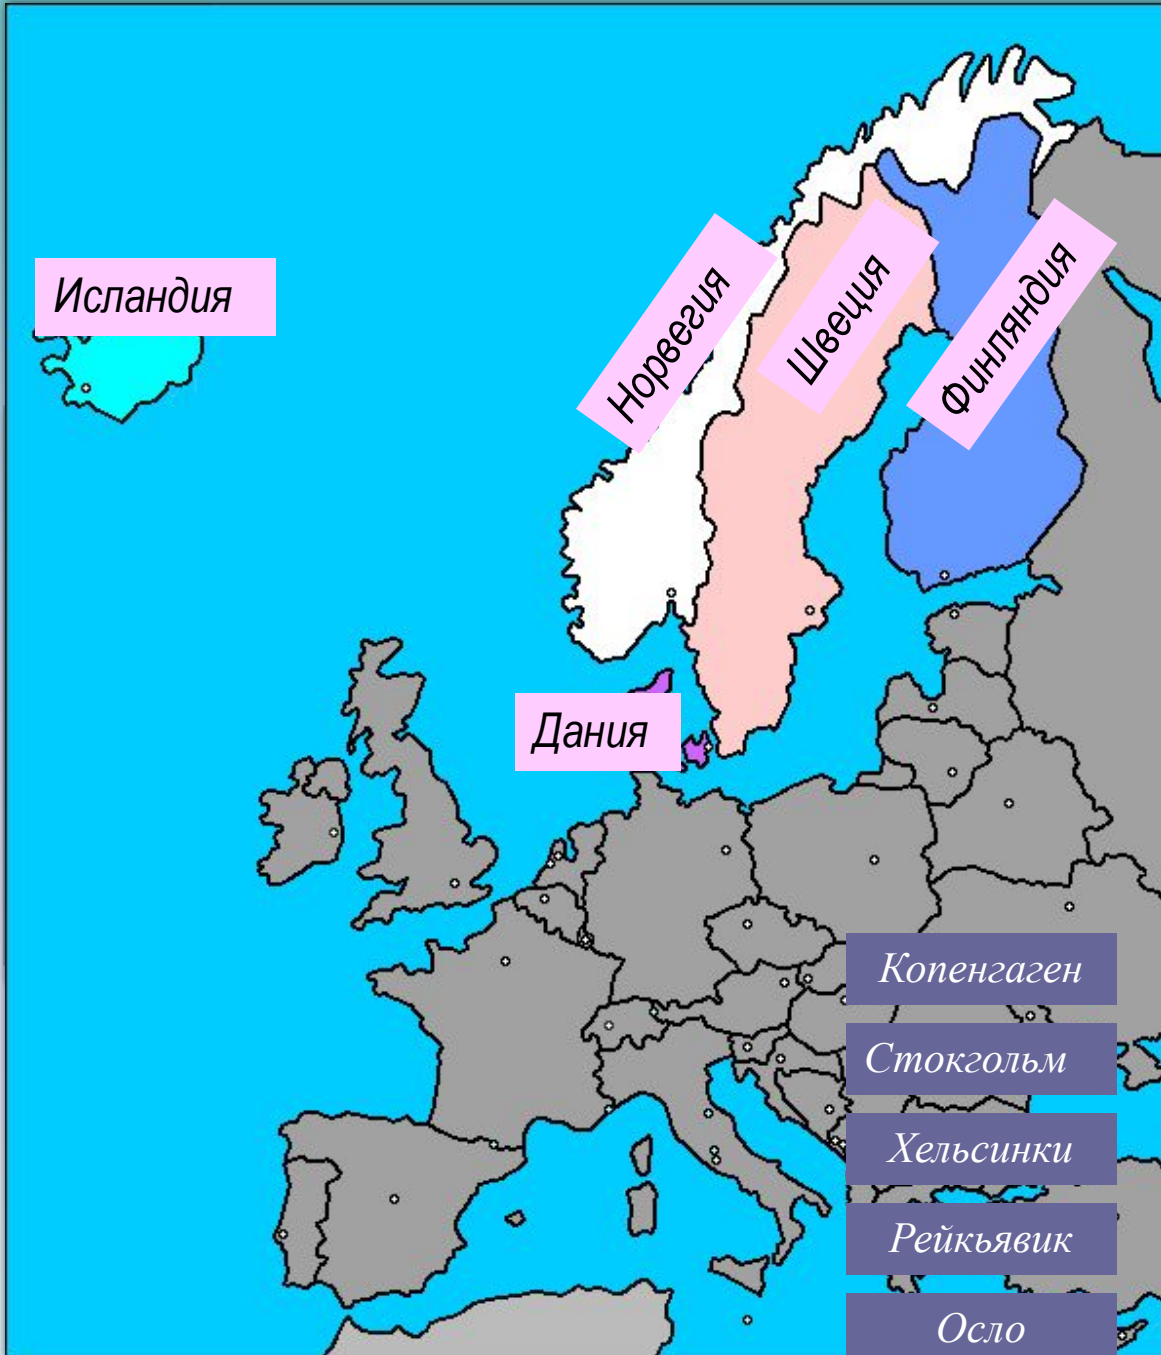 Исландия
Норвегия
Швеция
Финляндия
Дания
Копенгаген
Стокгольм
Хельсинки
Рейкьявик
Осло